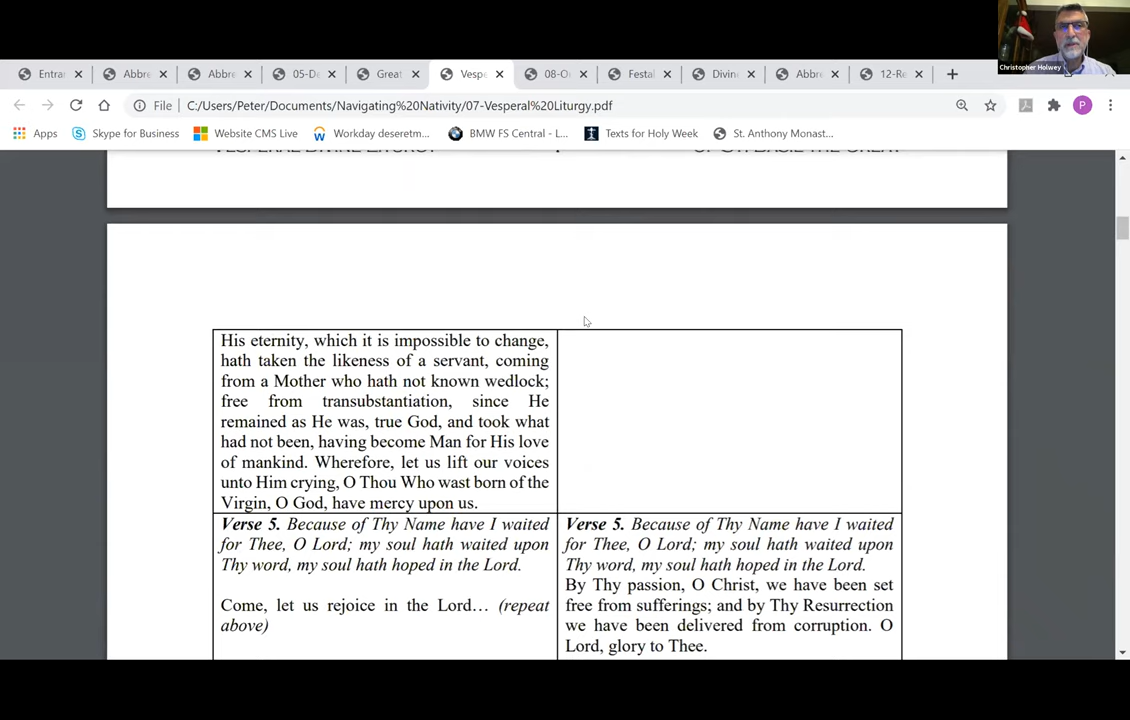 Christopher Holwey
Entra
Abbre
Abbre
05-De
Great
Vespe
08-O
Festal
Divin
Abbre
12-Re
File
C:/Users/Peter/Documents/Navigating%20Nativity/07-Vesperal%20Liturgy.pdf
P
Apps
Skype for Business
Website CMS Live
Workday deseretm...
BMW FS Central - L...
Texts for Holy Week
St. Anthony Monast...
VESPERAL DIVINE LITURGY
OF ST. BASIL THE GREAT
His eternity, which it is impossible to change,
hath taken the likeness of a servant, coming
from a Mother who hath not known wedlock;
free from transubstantiation, since He
remained as He was, true God, and took what
had not been, having become Man for His love
of mankind. Wherefore, let us lift our voices
unto Him crying, O Thou Who wast born of the
Virgin, O God, have mercy upon us.
Verse 5. Because of Thy Name have I waited
for Thee, O Lord; my soul hath waited upon
Thy word, my soul hath hoped in the Lord.
Come, let us rejoice in the Lord… (repeat
above)
Verse 5. Because of Thy Name have I waited
for Thee, O Lord; my soul hath waited upon
Thy word, my soul hath hoped in the Lord.
By Thy passion, O Christ, we have been set
free from sufferings; and by Thy Resurrection
we have been delivered from corruption. O
Lord, glory to Thee.